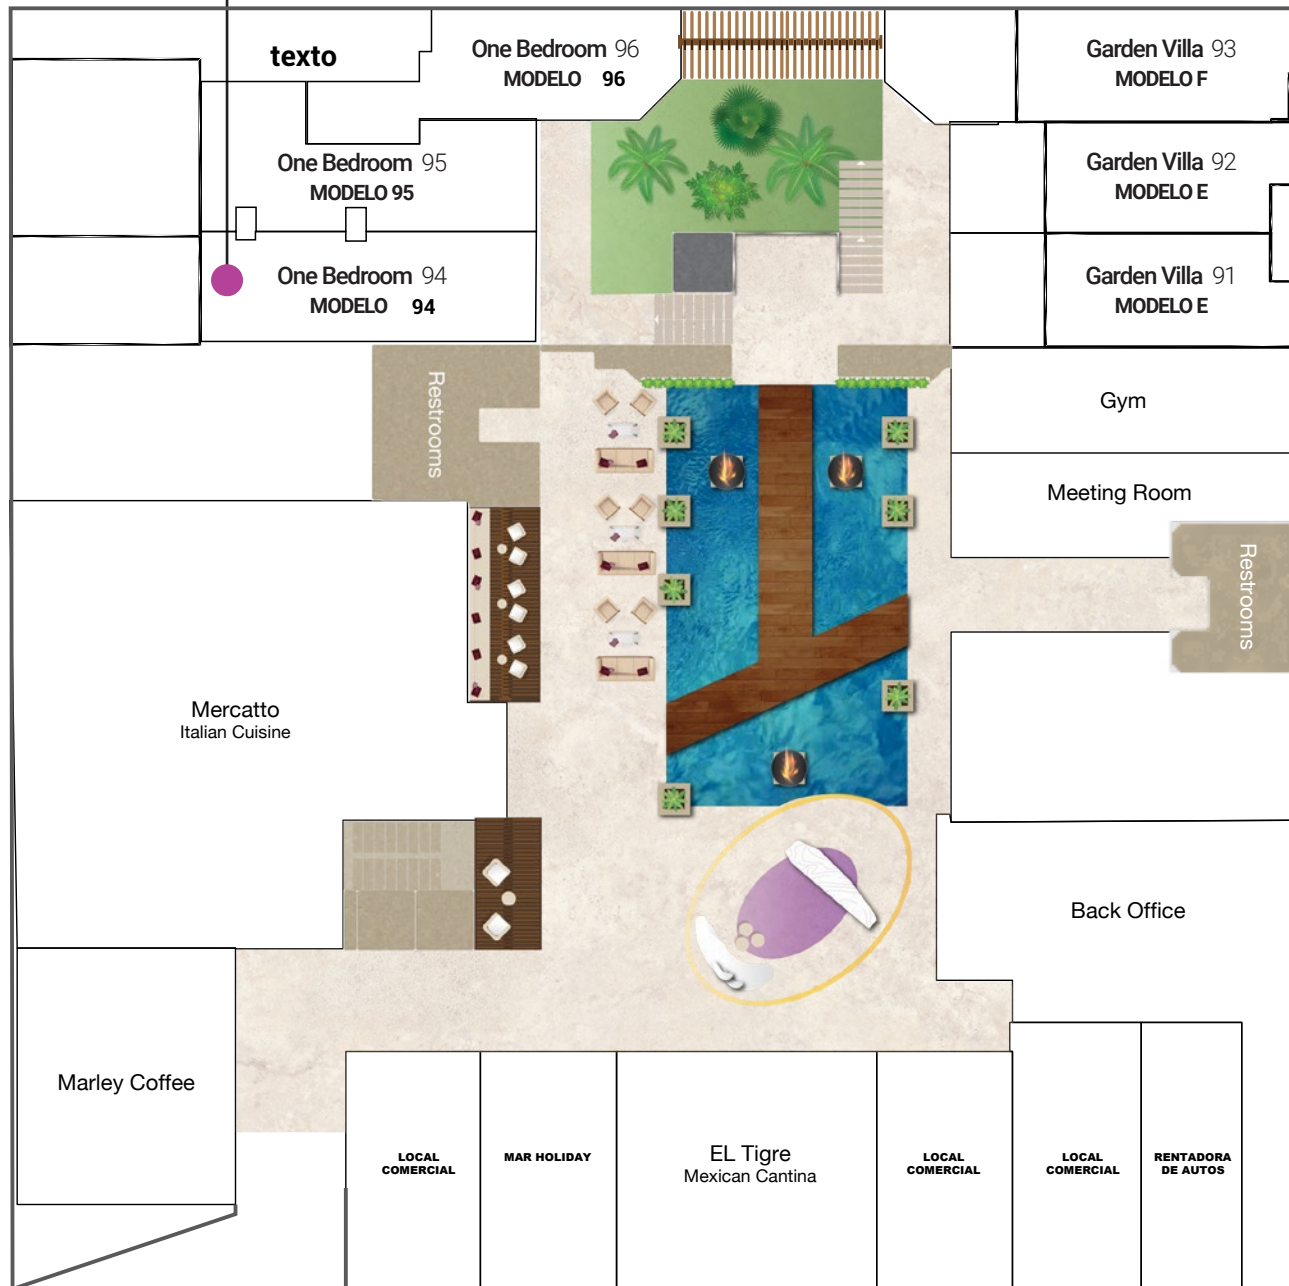 texto
One Bedroom 96
MODELO 96
Garden Villa 93
MODELO F
One Bedroom 95
MODELO 95
Garden Villa 92
MODELO E
One Bedroom 94
MODELO 94
Garden Villa 91
MODELO E
Restrooms
Gym
Meeting Room
Restrooms
Mercatto
Italian Cuisine
Back Office
Marley Coffee
LOCAL
COMERCIAL
MAR HOLIDAY
EL Tigre
Mexican Cantina
LOCAL
COMERCIAL
LOCAL
COMERCIAL
RENTADORA
DE AUTOS